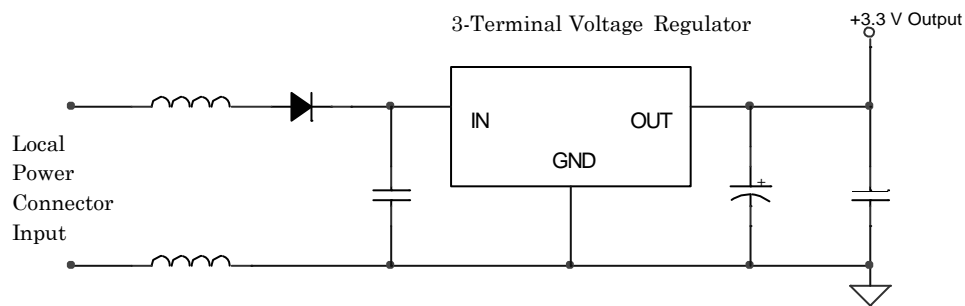 3-Terminal Voltage Regulator
+3.3 V Output
IN
OUT
GND
Local
Power
Connector
Input
+